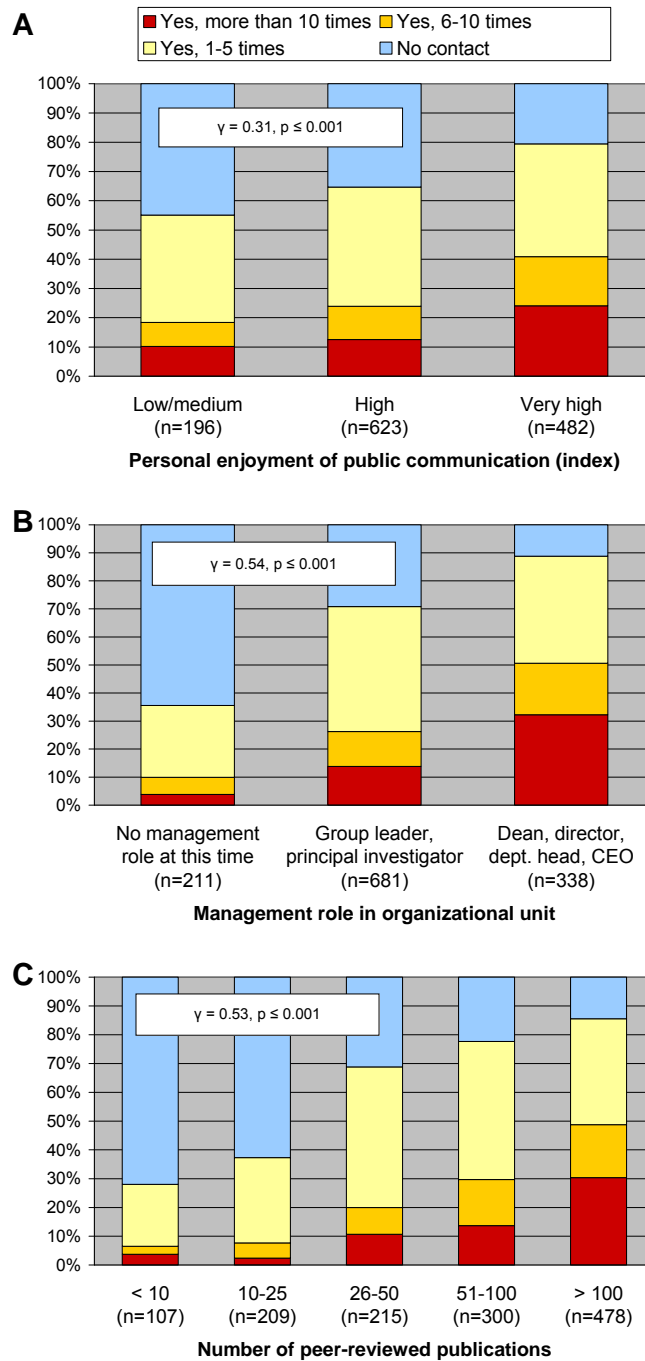 A
Yes, more than 10 times Yes, 6-10 times
Yes, 1-5 times No contact
100%
90%
80%
70%
60%
50%
40%
30%
20%
10%
0%
γ = 0.31, p ≤ 0.001
Low/medium High Very high
(n=196) (n=623) (n=482)
Personal enjoyment of public communication (index)
B
100%
90%
80%
70%
60%
50%
40%
30%
20%
10%
0%
γ = 0.54, p ≤ 0.001
No management Group leader, Dean, director,
role at this time principal investigator dept. head, CEO
(n=211) (n=681) (n=338)
Management role in organizational unit
C
100%
90%
80%
70%
60%
50%
40%
30%
20%
10%
0%
γ = 0.53, p ≤ 0.001
< 10 10-25 26-50 51-100 > 100
(n=107) (n=209) (n=215) (n=300) (n=478)
Number of peer-reviewed publications